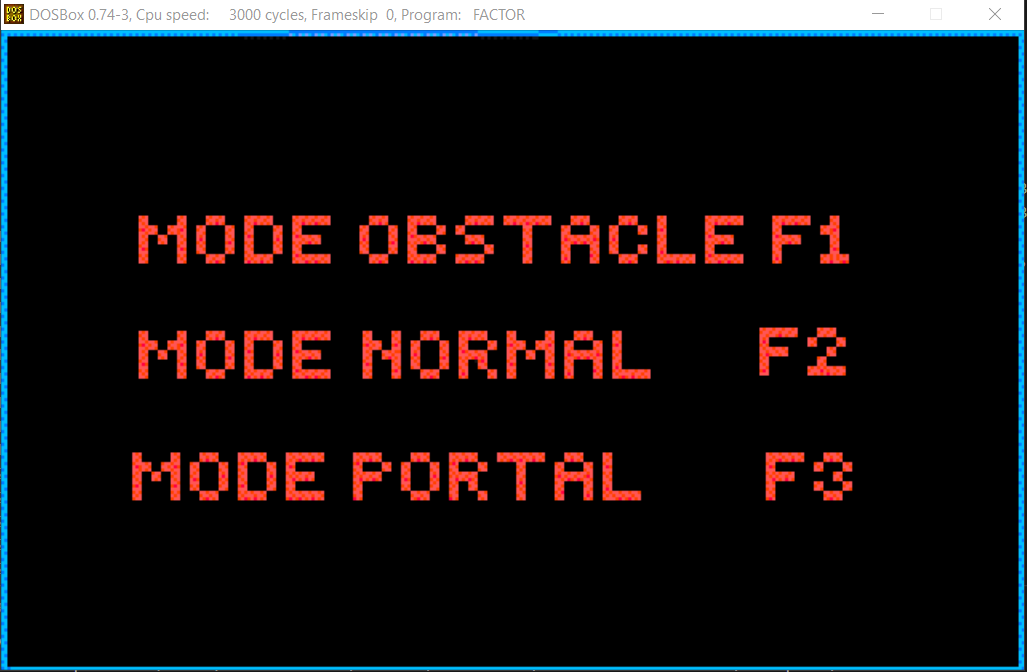 DOSBox 0.74-3, Cpu speed: 3000 cycles, Frameskip 0, Program: FACTOR
MODE OBSTACLE F1
MODE NORMAL F2
MODE PORTAL F3